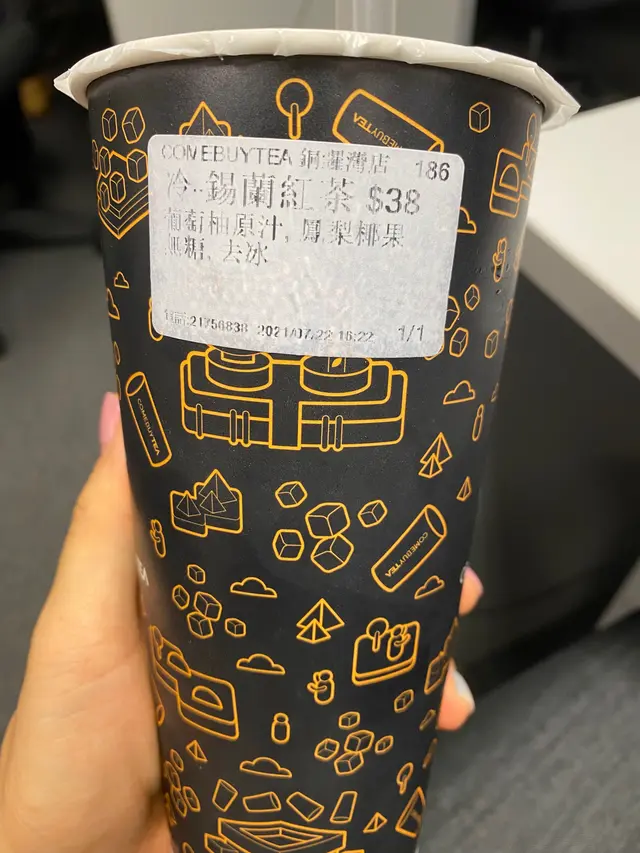 COMEBUYTEA 銅鑼灣店 186
冷..錫蘭紅茶 $38
葡萄柚原汁, 鳳梨椰果
無糖, 去冰
2021/07/22 16:22 1/1
COMEBUYTEA
COMEBUYTEA
COMEBUYTEA